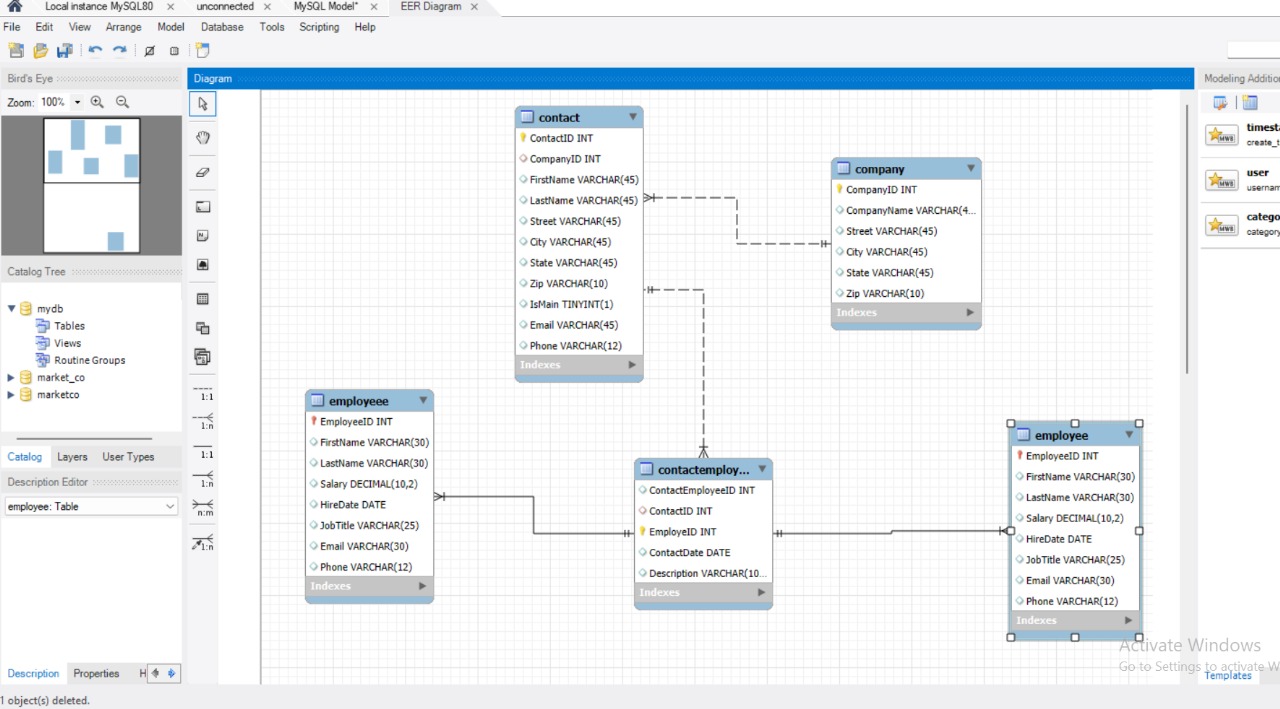 Local instance MySQL80 ×
unconnected ×
MySQL Model* ×
EER Diagram ×
File Edit View Arrange Model Database Tools Scripting Help
Bird's Eye
Zoom: 100%
Catalog Tree
mydb
Tables
Views
Routine Groups
market_co
marketco
Catalog Layers User Types
Description Editor
employee: Table
Description Properties H
1 object(s) deleted.
Diagram
1:1
1:n
1:1
1:n
n:m
1:n
contact
ContactID INT
CompanyID INT
FirstName VARCHAR(45)
LastName VARCHAR(45)
Street VARCHAR(45)
City VARCHAR(45)
State VARCHAR(45)
Zip VARCHAR(10)
IsMain TINYINT(1)
Email VARCHAR(45)
Phone VARCHAR(12)
Indexes
company
CompanyID INT
CompanyName VARCHAR(4...
Street VARCHAR(45)
City VARCHAR(45)
State VARCHAR(45)
Zip VARCHAR(10)
Indexes
employeee
EmployeeID INT
FirstName VARCHAR(30)
LastName VARCHAR(30)
Salary DECIMAL(10,2)
HireDate DATE
JobTitle VARCHAR(25)
Email VARCHAR(30)
Phone VARCHAR(12)
Indexes
contactemploy...
ContactEmployeeID INT
ContactID INT
EmployeID INT
ContactDate DATE
Description VARCHAR(10...
Indexes
employee
EmployeeID INT
FirstName VARCHAR(30)
LastName VARCHAR(30)
Salary DECIMAL(10,2)
HireDate DATE
JobTitle VARCHAR(25)
Email VARCHAR(30)
Phone VARCHAR(12)
Indexes
Modeling Additio
timesta
create_t
user
usernam
catego
category
Activate Windows
Go to Settings to activate W
Templates